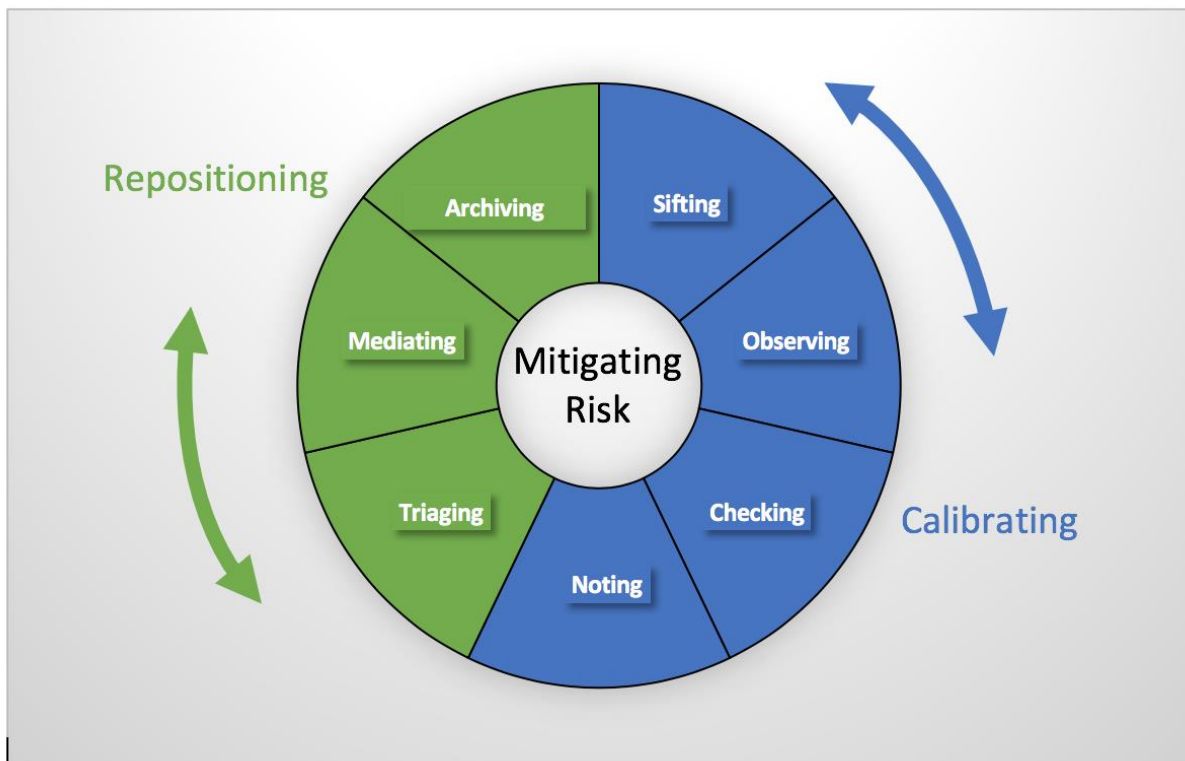 Repositioning
Archiving
Sifting
Mediating
Observing
Mitigating
Risk
Triaging
Checking
Calibrating
Noting